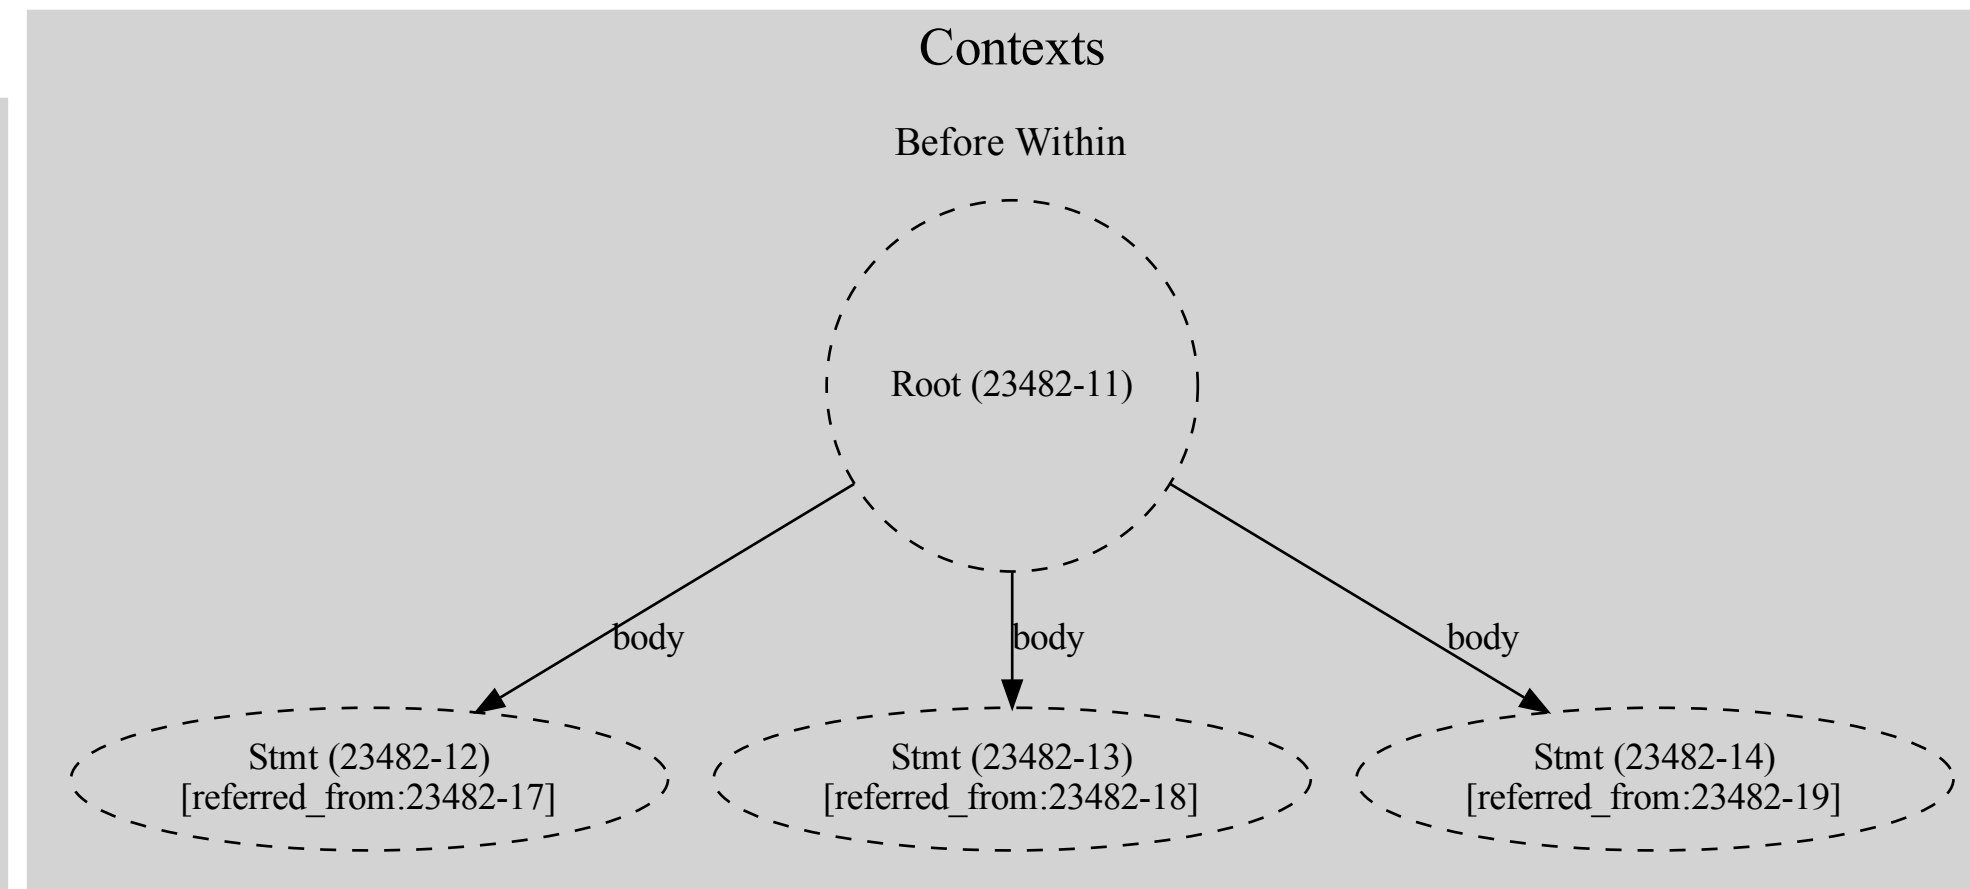 Contexts
Before Within
Root (23482-11)
body
body
body
Stmt (23482-12)
[referred_from:23482-17]
Stmt (23482-13)
[referred_from:23482-18]
Stmt (23482-14)
[referred_from:23482-19]